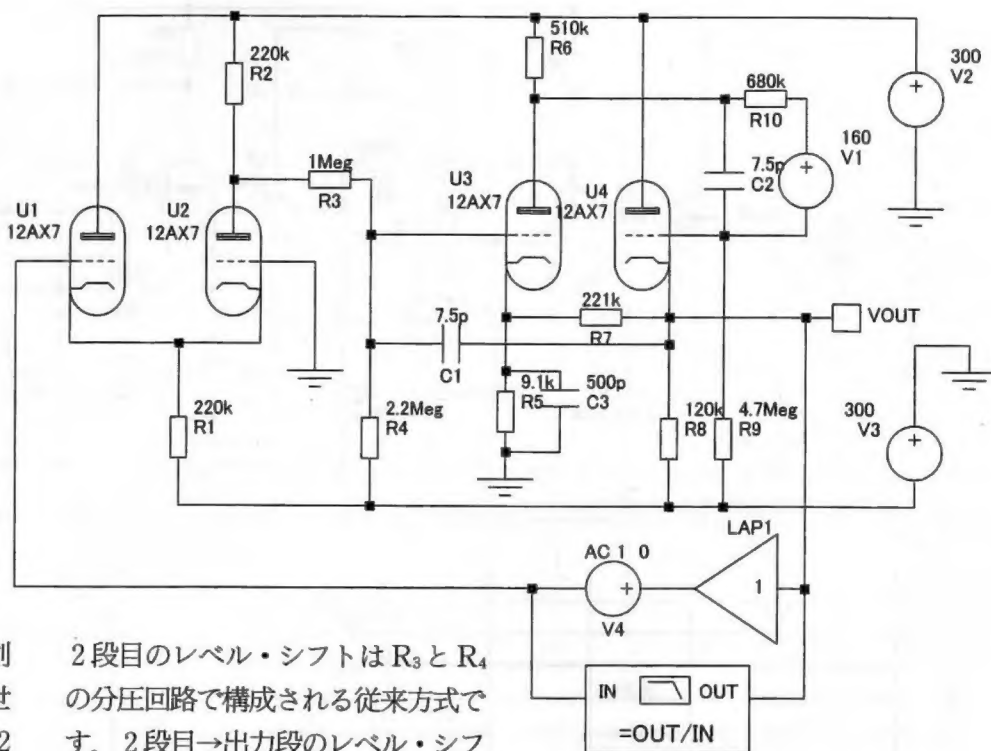 510k
R6
220k
R2
300
V2
680k
R10
160
V1
1Meg
R3
7.5p
C2
U1
12AX7
U2
12AX7
U3
12AX7
U4
12AX7
221k
R7
VOUT
7.5p
C1
9.1k
R5
500p
C3
2.2Meg
R4
120k
R8
4.7Meg
R9
300
V3
220k
R1
LAP1
AC 1 0
1
V4
IN OUT
=OUT/IN
2段目のレベル・シフトはR₃とR₄
の分圧回路で構成される従来方式で
す．2段目→出力段のレベル・シフ
世
2